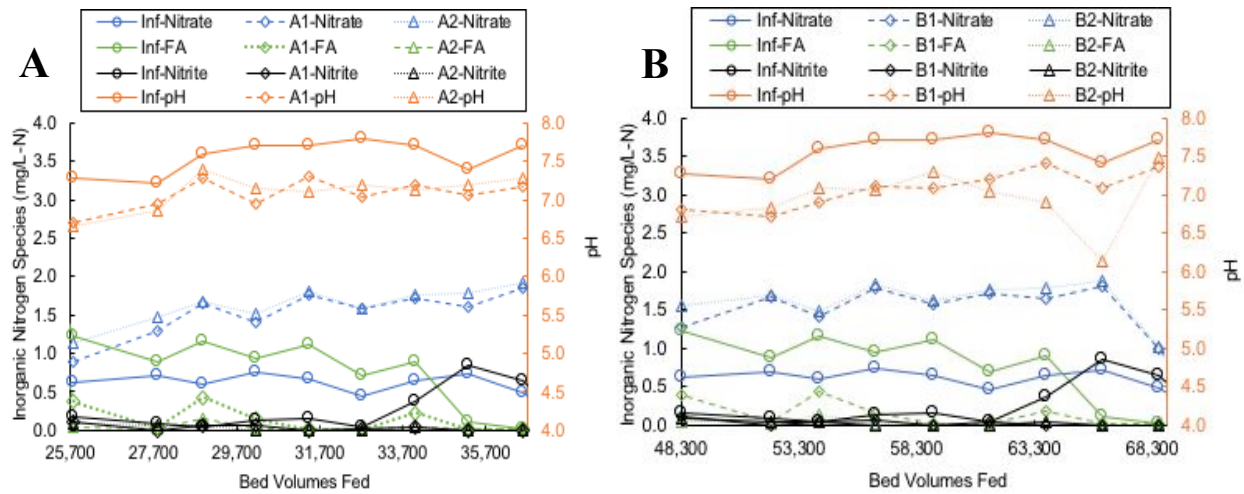 A
Inf-Nitrate A1-Nitrate A2-Nitrate
Inf-FA A1-FA A2-FA
Inf-Nitrite A1-Nitrite A2-Nitrite
Inf-pH A1-pH A2-pH
Inorganic Nitrogen Species (mg/L-N)
4.0
3.5
3.0
2.5
2.0
1.5
1.0
0.5
0.0
8.0
7.5
7.0
6.5
6.0
5.5
5.0
4.5
4.0
pH
25,700 27,700 29,700 31,700 33,700 35,700
Bed Volumes Fed
B
Inf-Nitrate B1-Nitrate B2-Nitrate
Inf-FA B1-FA B2-FA
Inf-Nitrite B1-Nitrite B2-Nitrite
Inf-pH B1-pH B2-pH
Inorganic Nitrogen Species (mg/L-N)
4.0
3.5
3.0
2.5
2.0
1.5
1.0
0.5
0.0
8.0
7.5
7.0
6.5
6.0
5.5
5.0
4.5
4.0
pH
48,300 53,300 58,300 63,300 68,300
Bed Volumes Fed